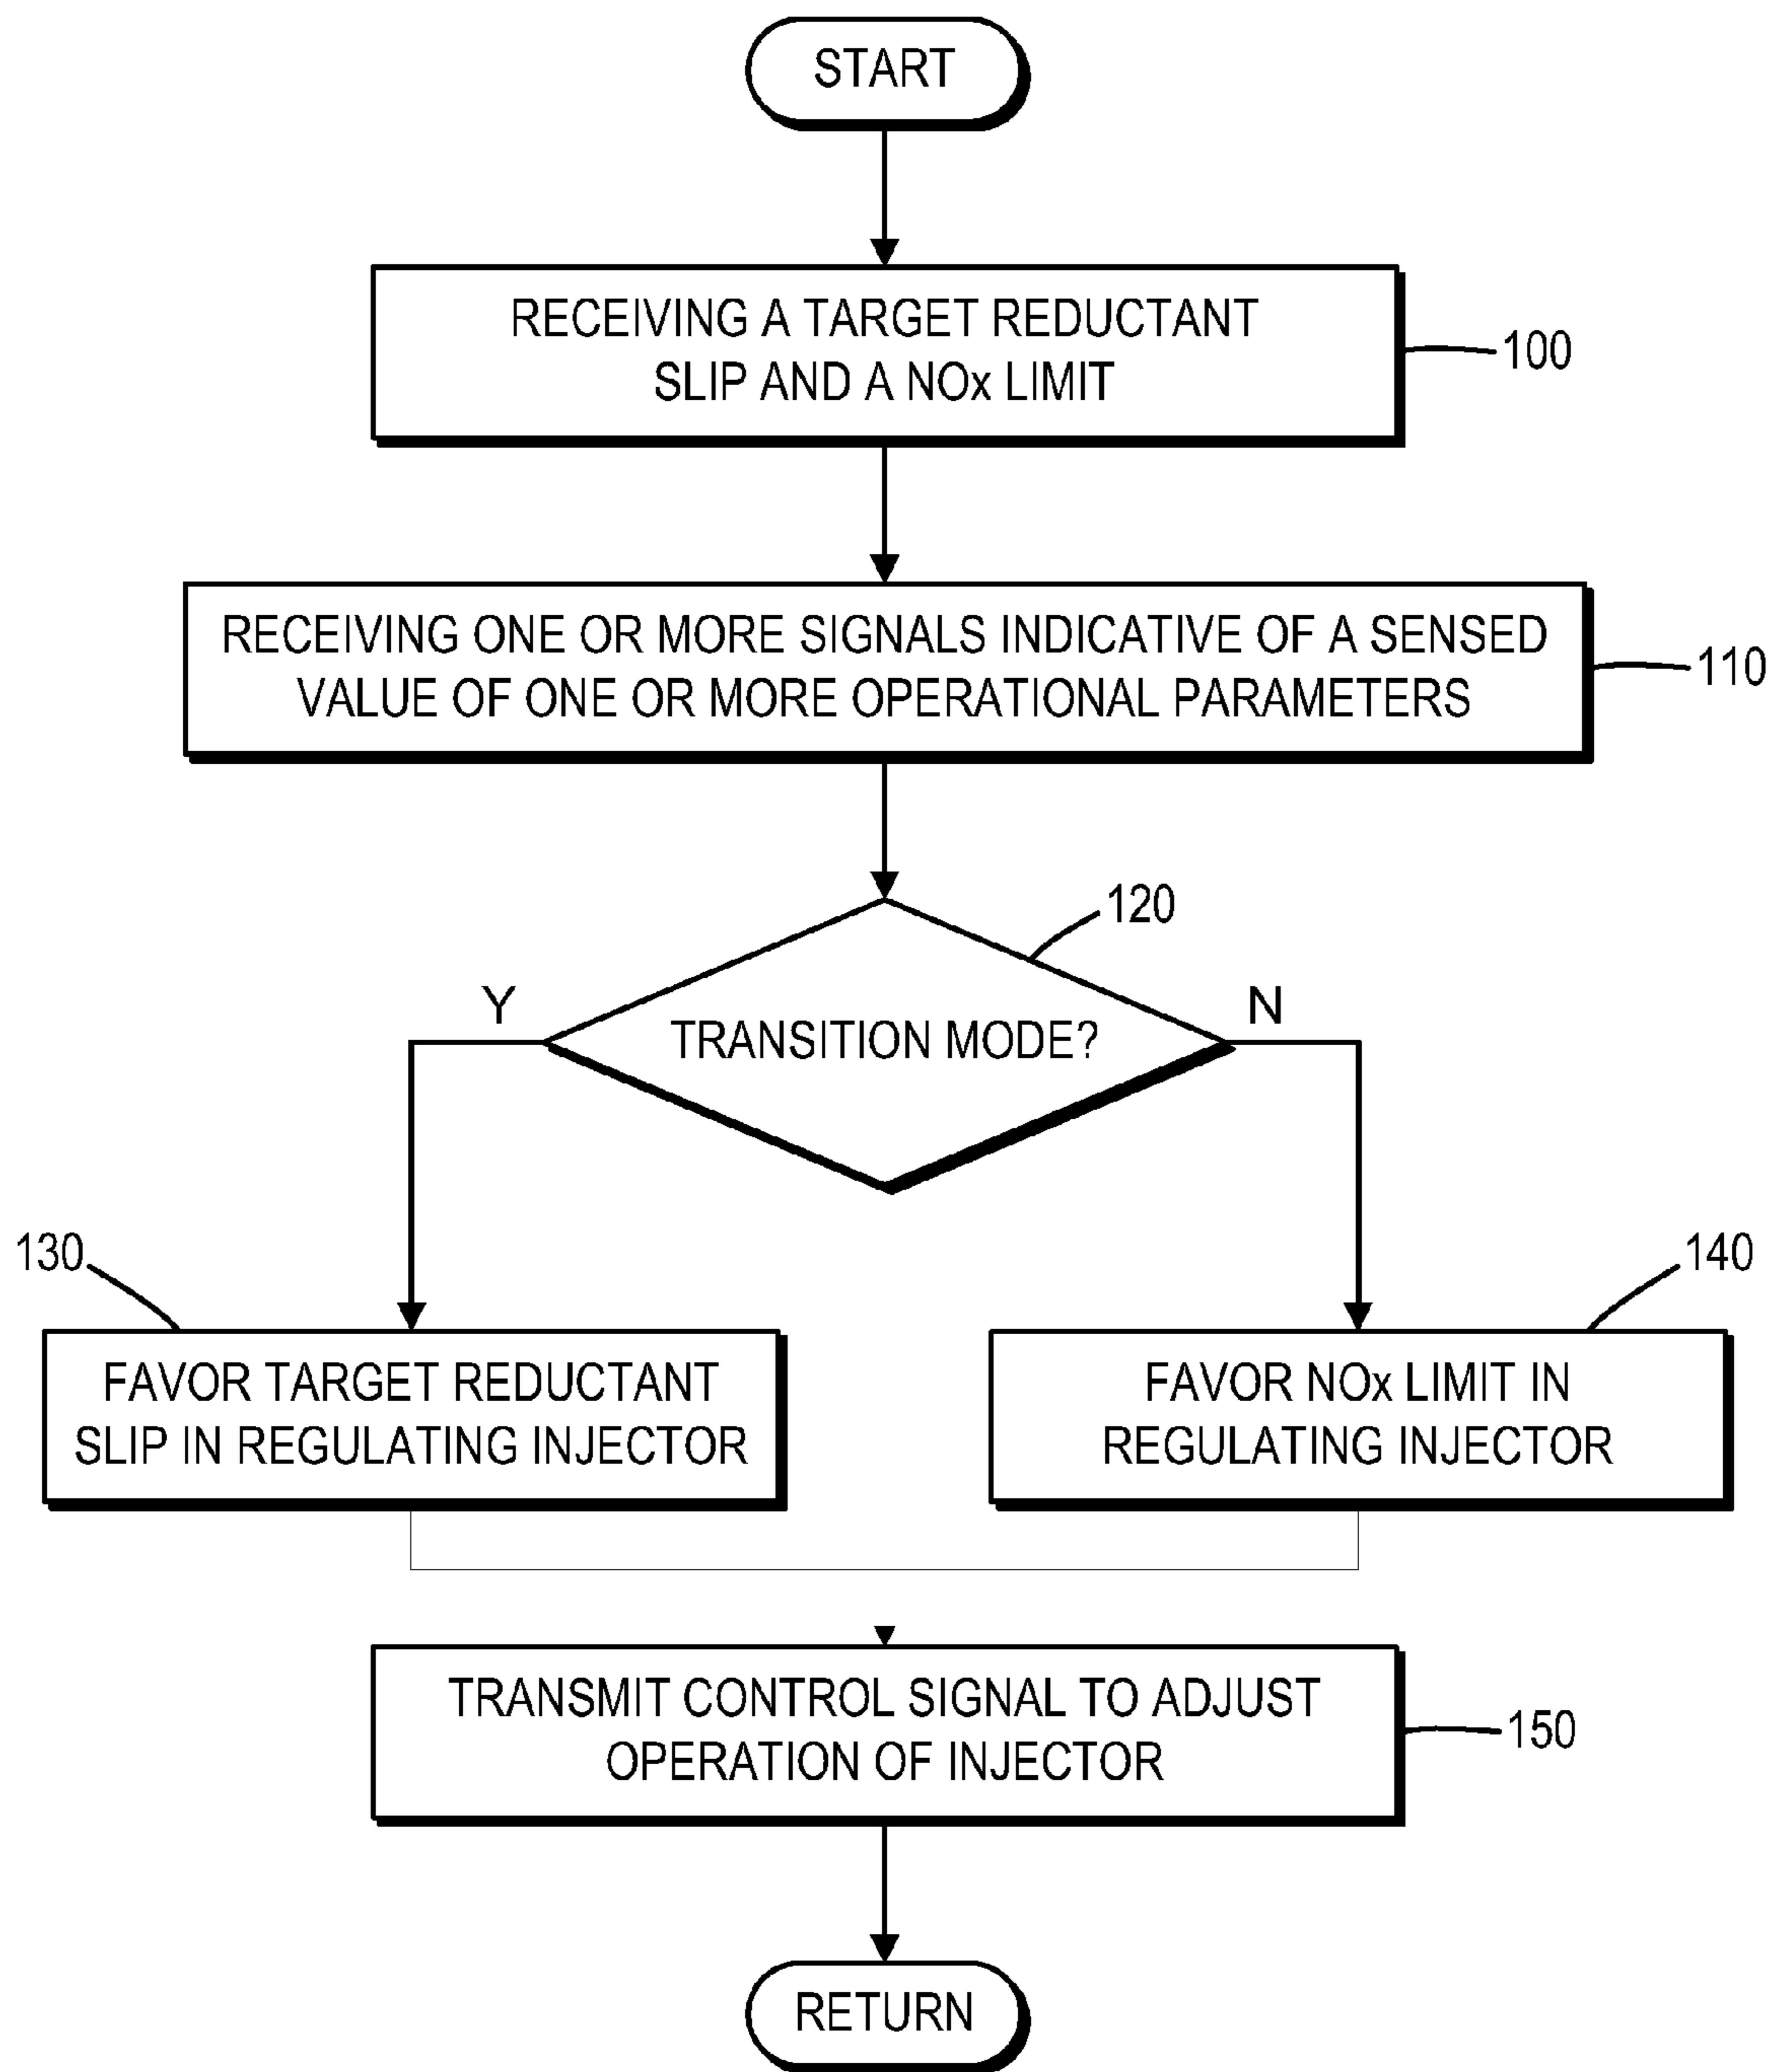 START
RECEIVING A TARGET REDUCTANT
SLIP AND A NOx LIMIT
100
RECEIVING ONE OR MORE SIGNALS INDICATIVE OF A SENSED
VALUE OF ONE OR MORE OPERATIONAL PARAMETERS
110
120
Y
N
TRANSITION MODE?
130
140
FAVOR TARGET REDUCTANT
SLIP IN REGULATING INJECTOR
FAVOR NOx LIMIT IN
REGULATING INJECTOR
TRANSMIT CONTROL SIGNAL TO ADJUST
OPERATION OF INJECTOR
150
RETURN